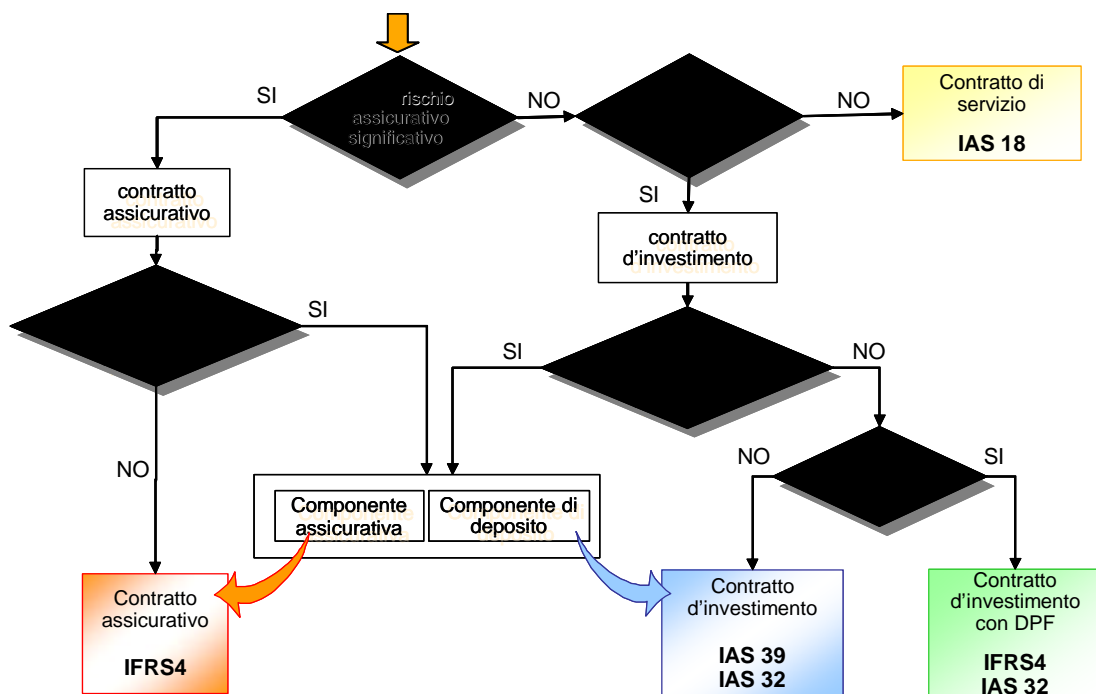 rischio
assicurativo
significativo
SI
NO
NO
Contratto di
servizio
IAS 18
contratto
assicurativo
SI
contratto
d'investimento
SI
SI
NO
NO
NO
SI
Componente
assicurativa
Componente di
deposito
Contratto
assicurativo
IFRS4
Contratto
d'investimento
IAS 39
IAS 32
Contratto
d'investimento
con DPF
IFRS4
IAS 32